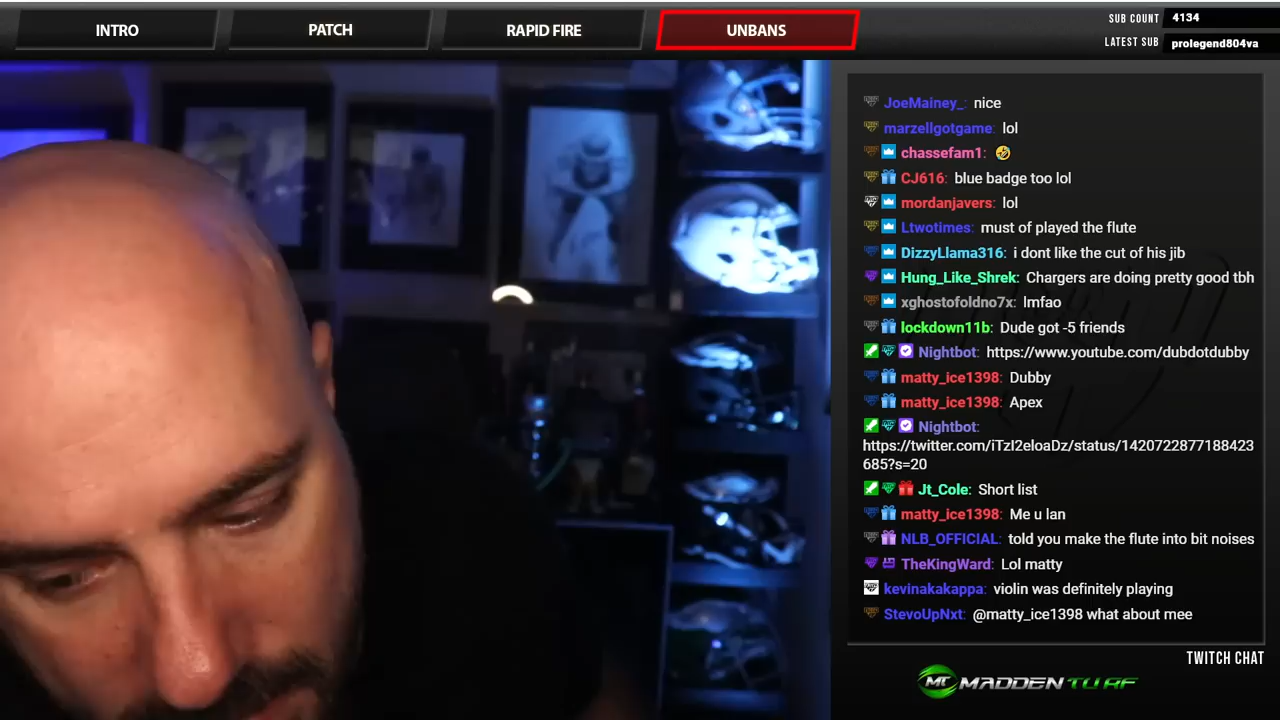 INTRO
PATCH
RAPID FIRE
UNBANS
SUB COUNT 4134
LATEST SUB prolegend804va
JoeMainey_: nice
marzellgotgame: lol
chassefam1: 🤣
CJ616: blue badge too lol
mordanjavers: lol
Ltwotimes: must of played the flute
DizzyLlama316: i dont like the cut of his jib
Hung_Like_Shrek: Chargers are doing pretty good tbh
xghostofoldno7x: lmfao
lockdown11b: Dude got -5 friends
Nightbot: https://www.youtube.com/dubdotdubby
matty_ice1398: Dubby
matty_ice1398: Apex
Nightbot:
https://twitter.com/iTzI2eloaDz/status/1420722877188423
685?s=20
Jt_Cole: Short list
matty_ice1398: Me u Ian
NLB_OFFICIAL: told you make the flute into bit noises
TheKingWard: Lol matty
kevinakakappa: violin was definitely playing
StevoUpNxt: @matty_ice1398 what about mee
TWITCH CHAT
MT MADDEN TURF